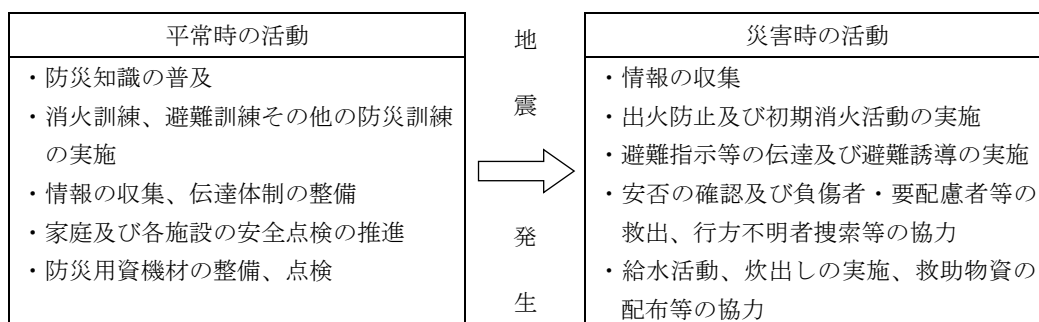 平常時の活動
・防災知識の普及
・消火訓練、避難訓練その他の防災訓練
の実施
・情報の収集、伝達体制の整備
・家庭及び各施設の安全点検の推進
・防災用資機材の整備、点検
地
震
発
生
災害時の活動
・情報の収集
・出火防止及び初期消火活動の実施
・避難指示等の伝達及び避難誘導の実施
・安否の確認及び負傷者・要配慮者等の
救出、行方不明者捜索等の協力
・給水活動、炊出しの実施、救助物資の
配布等の協力